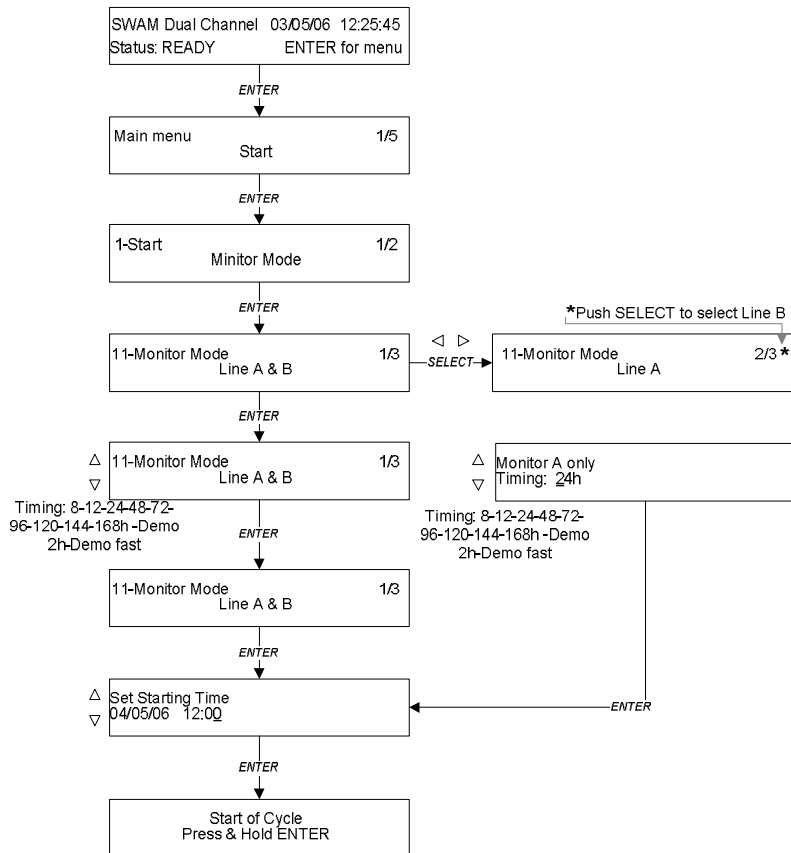 SWAM Dual Channel 03/05/06 12:25:45
Status: READY ENTER for menu
ENTER
Main menu 1/5
Start
ENTER
1-Start 1/2
Minitor Mode
ENTER
*Push SELECT to select Line B
11-Monitor Mode 1/3
Line A & B
SELECT
11-Monitor Mode 2/3 *
Line A
ENTER
11-Monitor Mode 1/3
Line A & B
Timing: 8-12-24-48-72-
96-120-144-168h -Demo
2h-Demo fast
Monitor A only
Timing: 24h
Timing: 8-12-24-48-72-
96-120-144-168h -Demo
2h-Demo fast
ENTER
11-Monitor Mode 1/3
Line A & B
ENTER
Set Starting Time
04/05/06 12:00
ENTER
ENTER
Start of Cycle
Press & Hold ENTER